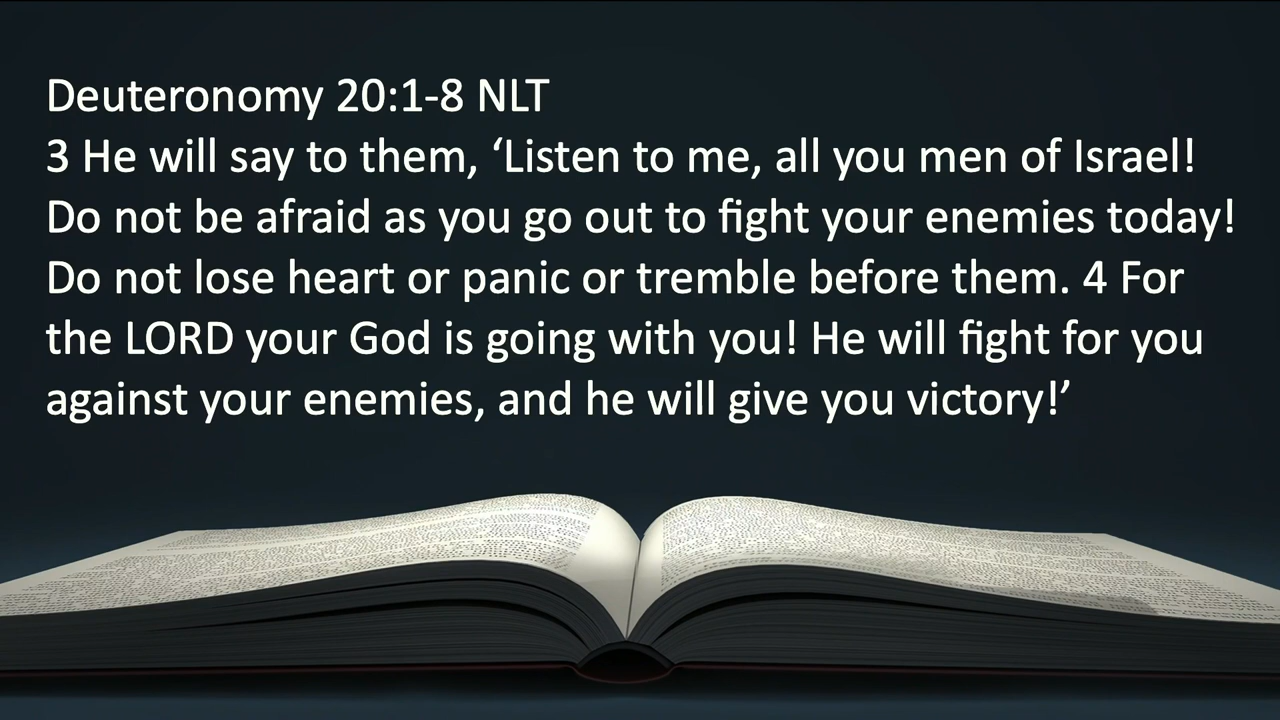 Deuteronomy 20:1-8 NLT
3 He will say to them, ‘Listen to me, all you men of Israel!
Do not be afraid as you go out to fight your enemies today!
Do not lose heart or panic or tremble before them. 4 For
the LORD your God is going with you! He will fight for you
against your enemies, and he will give you victory!’